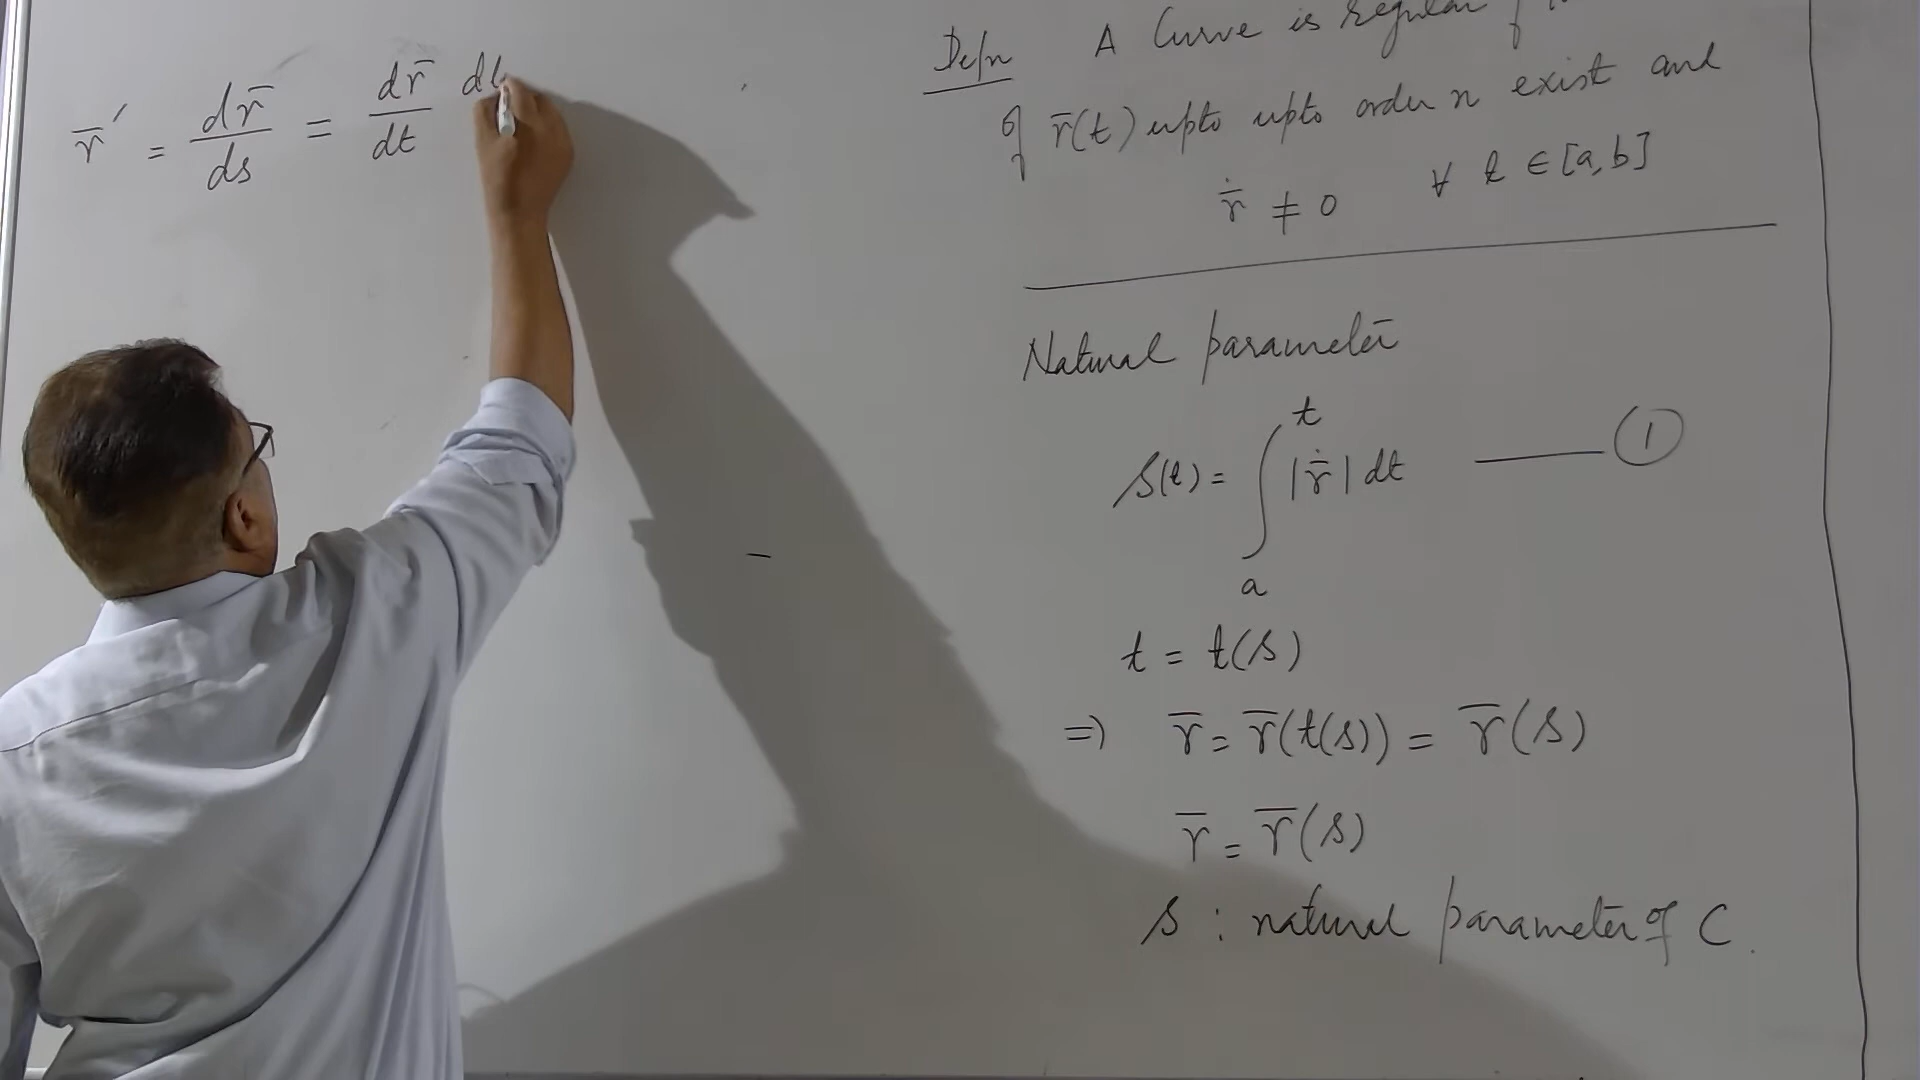 r̄′ = dr̄/ds = dr̄/dt dt
Defn A Curve is regular
of r̄(t) upto upto order n exist and
ṙ̄ ≠ 0 ∀ t ∈ [a,b]
Natural parameter
s(t) = ∫ₐᵗ |ṙ̄| dt —— ①
t = t(s)
⇒ r̄ = r̄(t(s)) = r̄(s)
r̄ = r̄(s)
s : natural parameter of C.